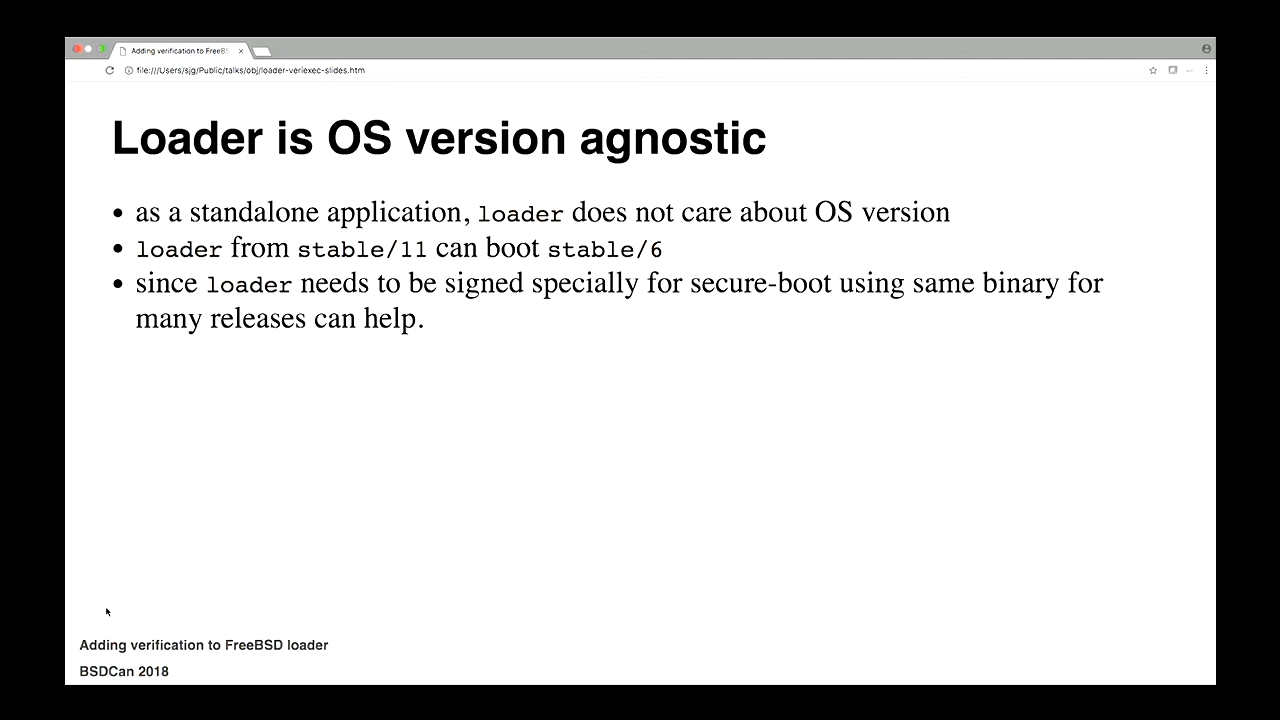 Adding verification to FreeBS
file:///Users/sjg/Public/talks/obj/loader-veriexec-slides.htm
Loader is OS version agnostic
• as a standalone application, loader does not care about OS version
• loader from stable/11 can boot stable/6
• since loader needs to be signed specially for secure-boot using same binary for
many releases can help.
Adding verification to FreeBSD loader
BSDCan 2018